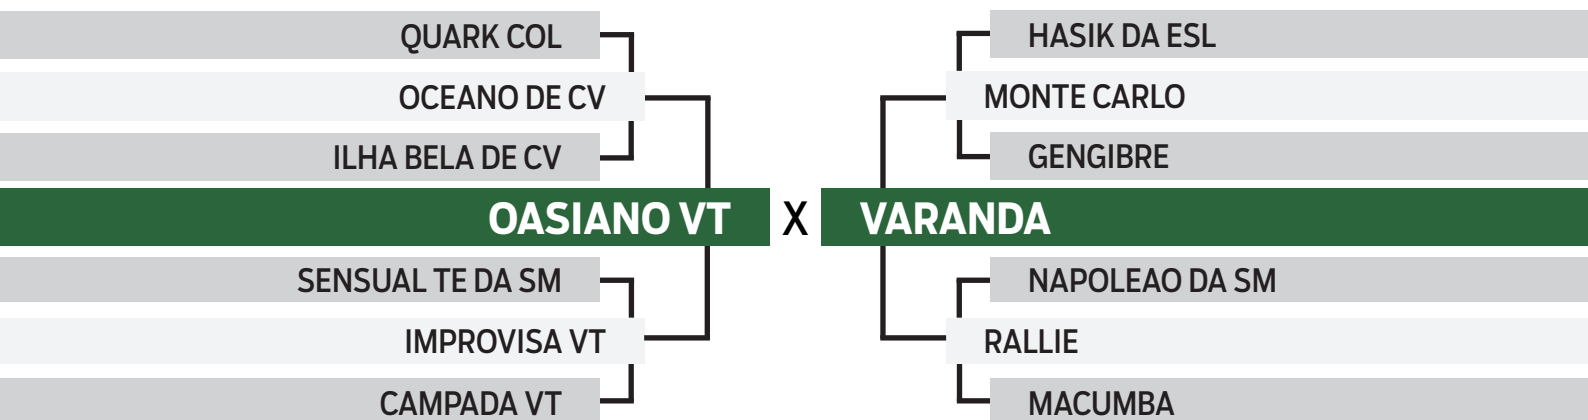 QUARK COL
OCEANO DE CV
ILHA BELA DE CV
OASIANO VT X VARANDA
SENSUAL TE DA SM
IMPROVISA VT
CAMPADA VT
HASIK DA ESL
MONTE CARLO
GENGIBRE
NAPOLEAO DA SM
RALLIE
MACUMBA